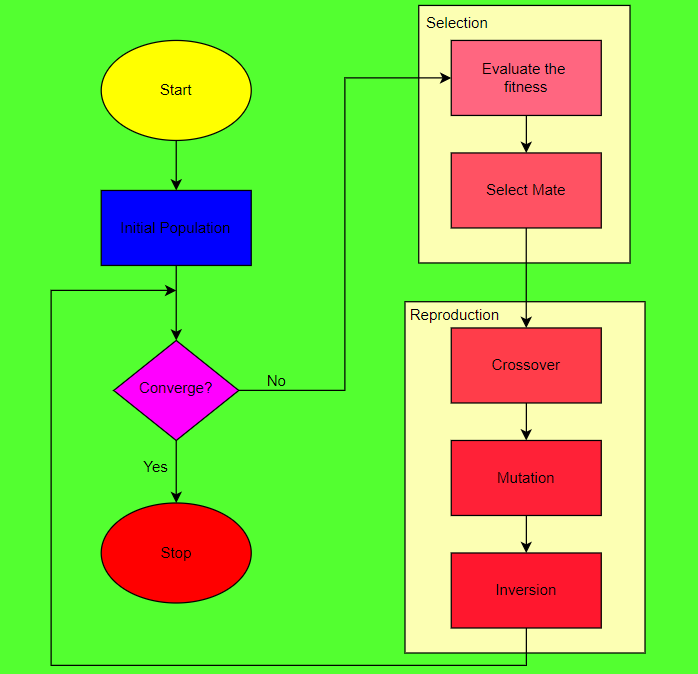 Start
Initial Population
Converge?
No
Yes
Stop
Selection
Evaluate the
fitness
Select Mate
Reproduction
Crossover
Mutation
Inversion